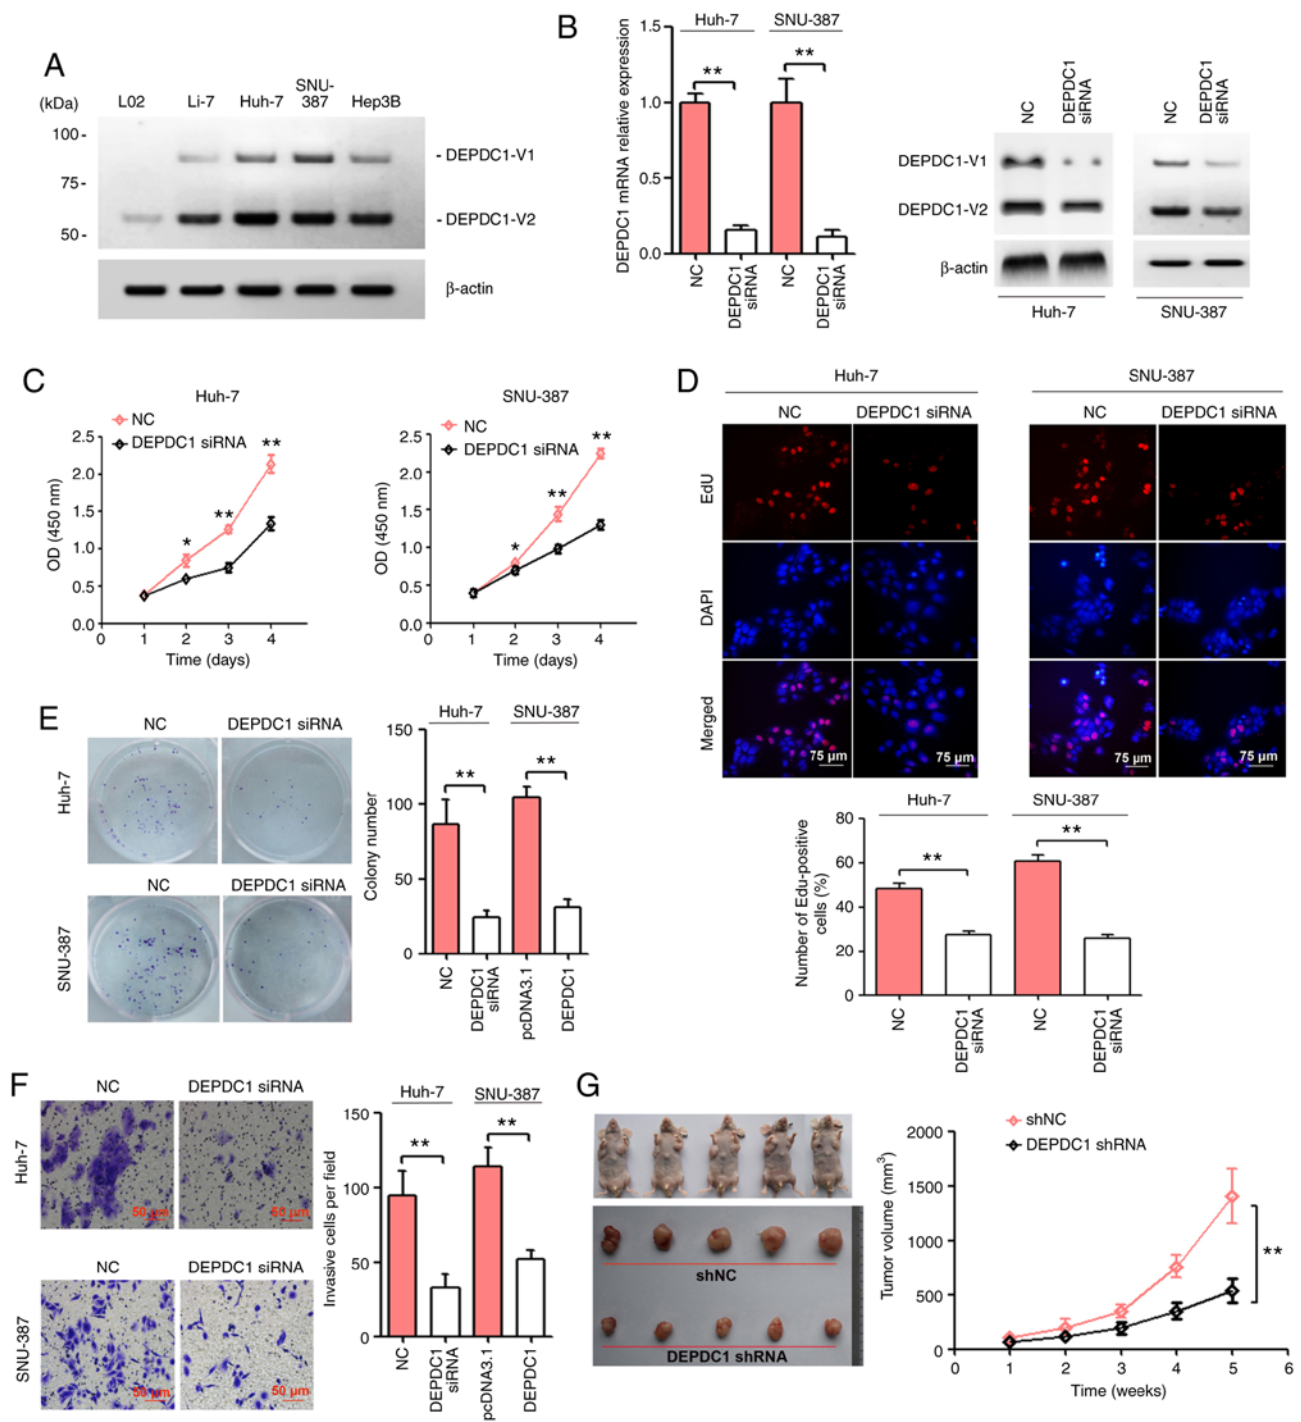 A
(kDa)
L02
Li-7
Huh-7
SNU-
387
Hep3B
100 -
75-
50 -
- DEPDC1-V1
- DEPDC1-V2
β-actin
B
DEPDC1 mRNA relative expression
1.5
1.0
0.5
0.0
Huh-7
SNU-387
**
**
NC
DEPDC1
siRNA
NC
DEPDC1
siRNA
NC
DEPDC1
siRNA
NC
DEPDC1
siRNA
DEPDC1-V1
DEPDC1-V2
β-actin
Huh-7
SNU-387
C
Huh-7
NC
DEPDC1 siRNA
OD (450 nm)
2.5
2.0
1.5
1.0
0.5
0.0
*
**
**
0
1
2
3
4
Time (days)
SNU-387
NC
DEPDC1 siRNA
OD (450 nm)
2.5
2.0
1.5
1.0
0.5
0.0
*
**
**
0
1
2
3
4
Time (days)
D
Huh-7
SNU-387
NC
DEPDC1 siRNA
NC
DEPDC1 siRNA
EdU
DAPI
Merged
75 µm
75 µm
75 µm
75 µm
Number of Edu-positive
cells (%)
80
60
40
20
0
Huh-7
SNU-387
**
**
NC
DEPDC1
siRNA
NC
DEPDC1
siRNA
E
NC
DEPDC1 siRNA
Huh-7
NC
DEPDC1 siRNA
SNU-387
Colony number
150
100
50
0
Huh-7
SNU-387
**
**
NC
DEPDC1
siRNA
pcDNA3.1
DEPDC1
F
NC
DEPDC1 siRNA
Huh-7
50 µm
50 µm
NC
DEPDC1 siRNA
SNU-387
50 µm
50 µm
Invasive cells per field
150
100
50
0
Huh-7
SNU-387
**
**
NC
DEPDC1
siRNA
pcDNA3.1
DEPDC1
G
shNC
DEPDC1 shRNA
shNC
DEPDC1 shRNA
Tumor volume (mm³)
2000
1500
1000
500
0
**
0
1
2
3
4
5
6
Time (weeks)